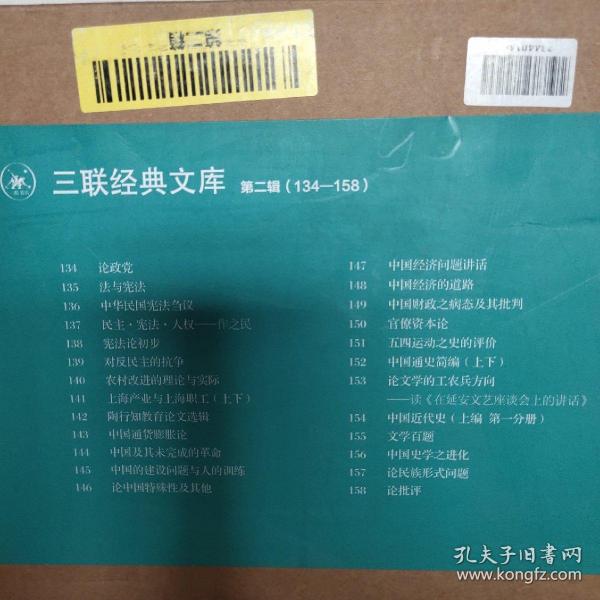 第二辑
三联经典文库 第二辑（134—158）
134 论政党
135 法与宪法
136 中华民国宪法刍议
137 民主·宪法·人权——作之民
138 宪法论初步
139 对反民主的抗争
140 农村改进的理论与实际
141 上海产业与上海职工（上下）
142 陶行知教育论文选辑
143 中国通货膨胀论
144 中国及其未完成的革命
145 中国的建设问题与人的训练
146 论中国特殊性及其他
147 中国经济问题讲话
148 中国经济的道路
149 中国财政之病态及其批判
150 官僚资本论
151 五四运动之史的评价
152 中国通史简编（上下）
153 论文学的工农兵方向
——读《在延安文艺座谈会上的讲话》
154 中国近代史（上编 第一分册）
155 文学百题
156 中国史学之进化
157 论民族形式问题
158 论批评
孔夫子旧书网
www.kongfz.com